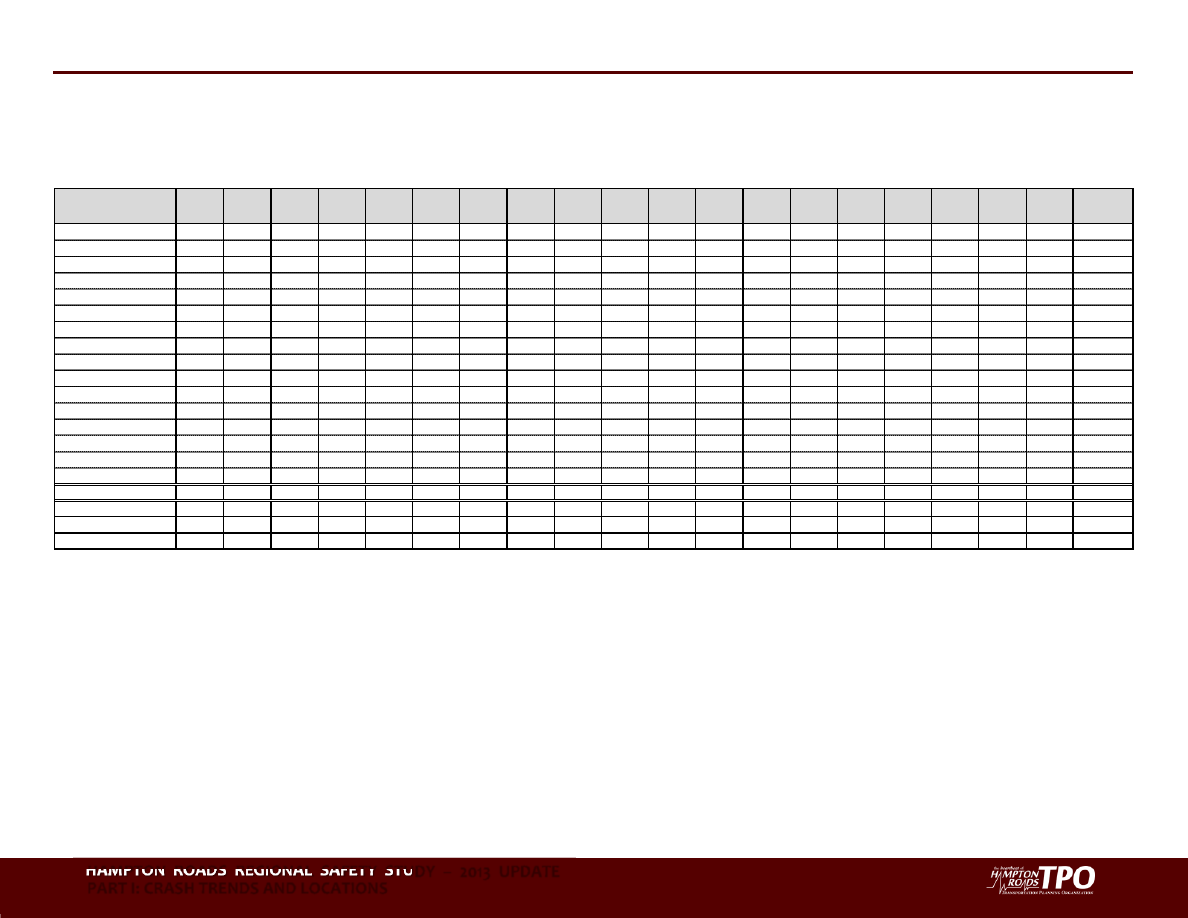 HAMPTON ROADS REGIONAL SAFETY STUDY – 2013 UPDATE
PART I: CRASH TRENDS AND LOCATIONS
HAMPTON
ROADS TPO
TRANSPORTATION PLANNING ORGANIZATION